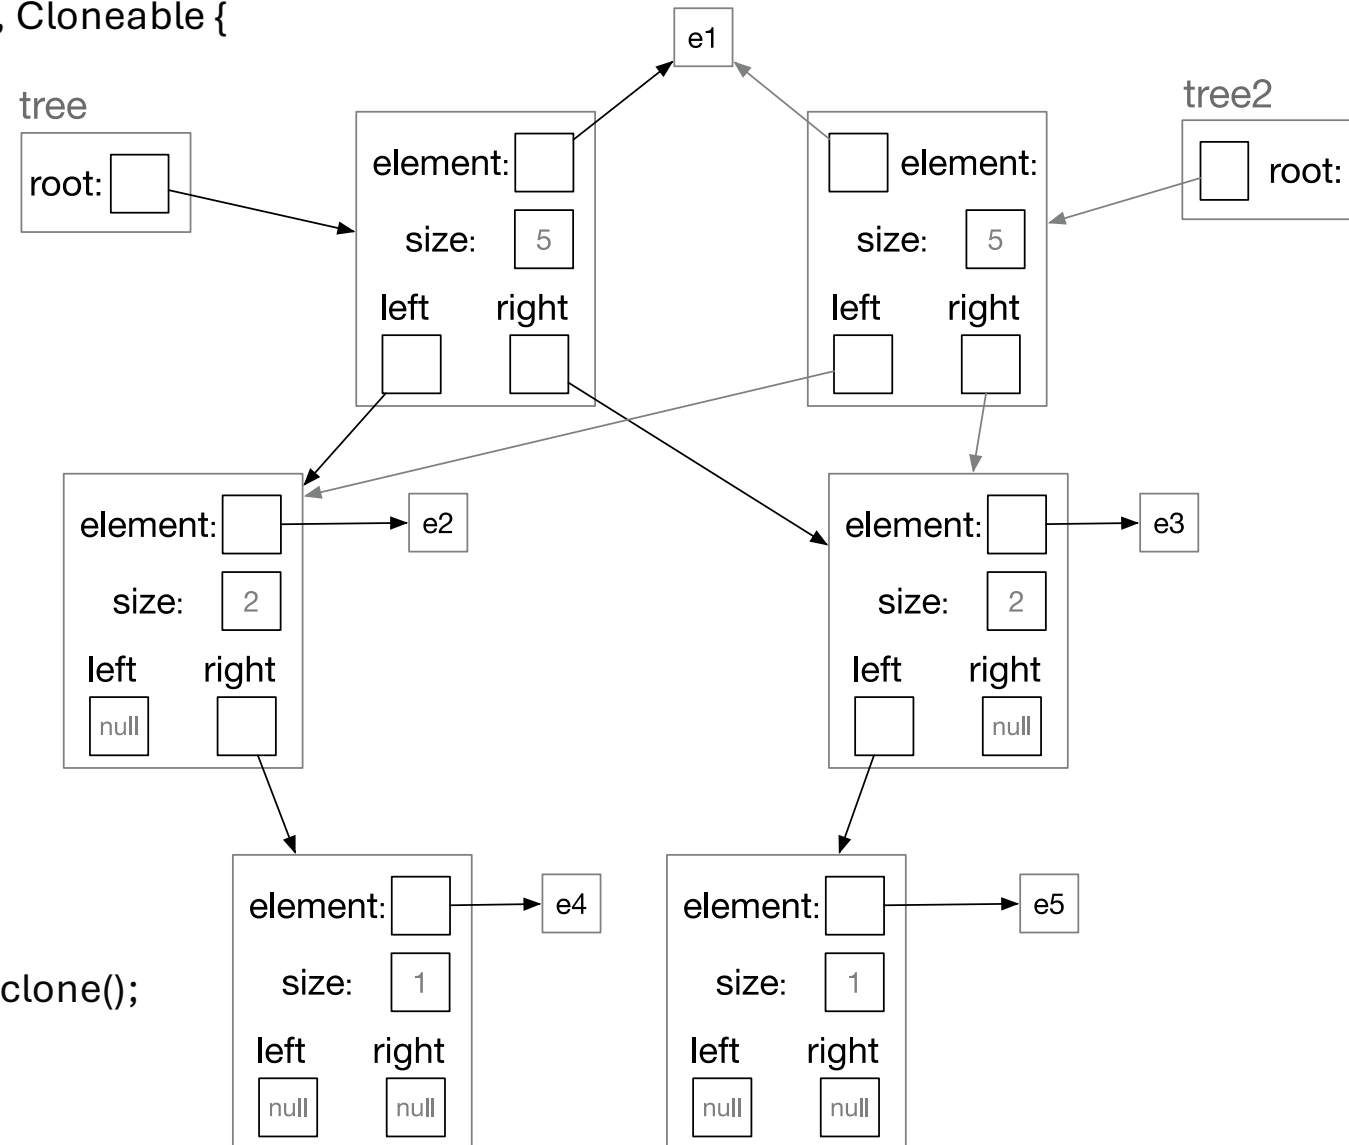 , Cloneable {
e1
tree
tree2
element:
element:
root:
root:
size: 5
size: 5
left right
left right
element:
e2
element:
e3
size: 2
size: 2
left right
left right
null
null
element:
e4
element:
e5
size: 1
size: 1
clone();
left right
left right
null null
null null